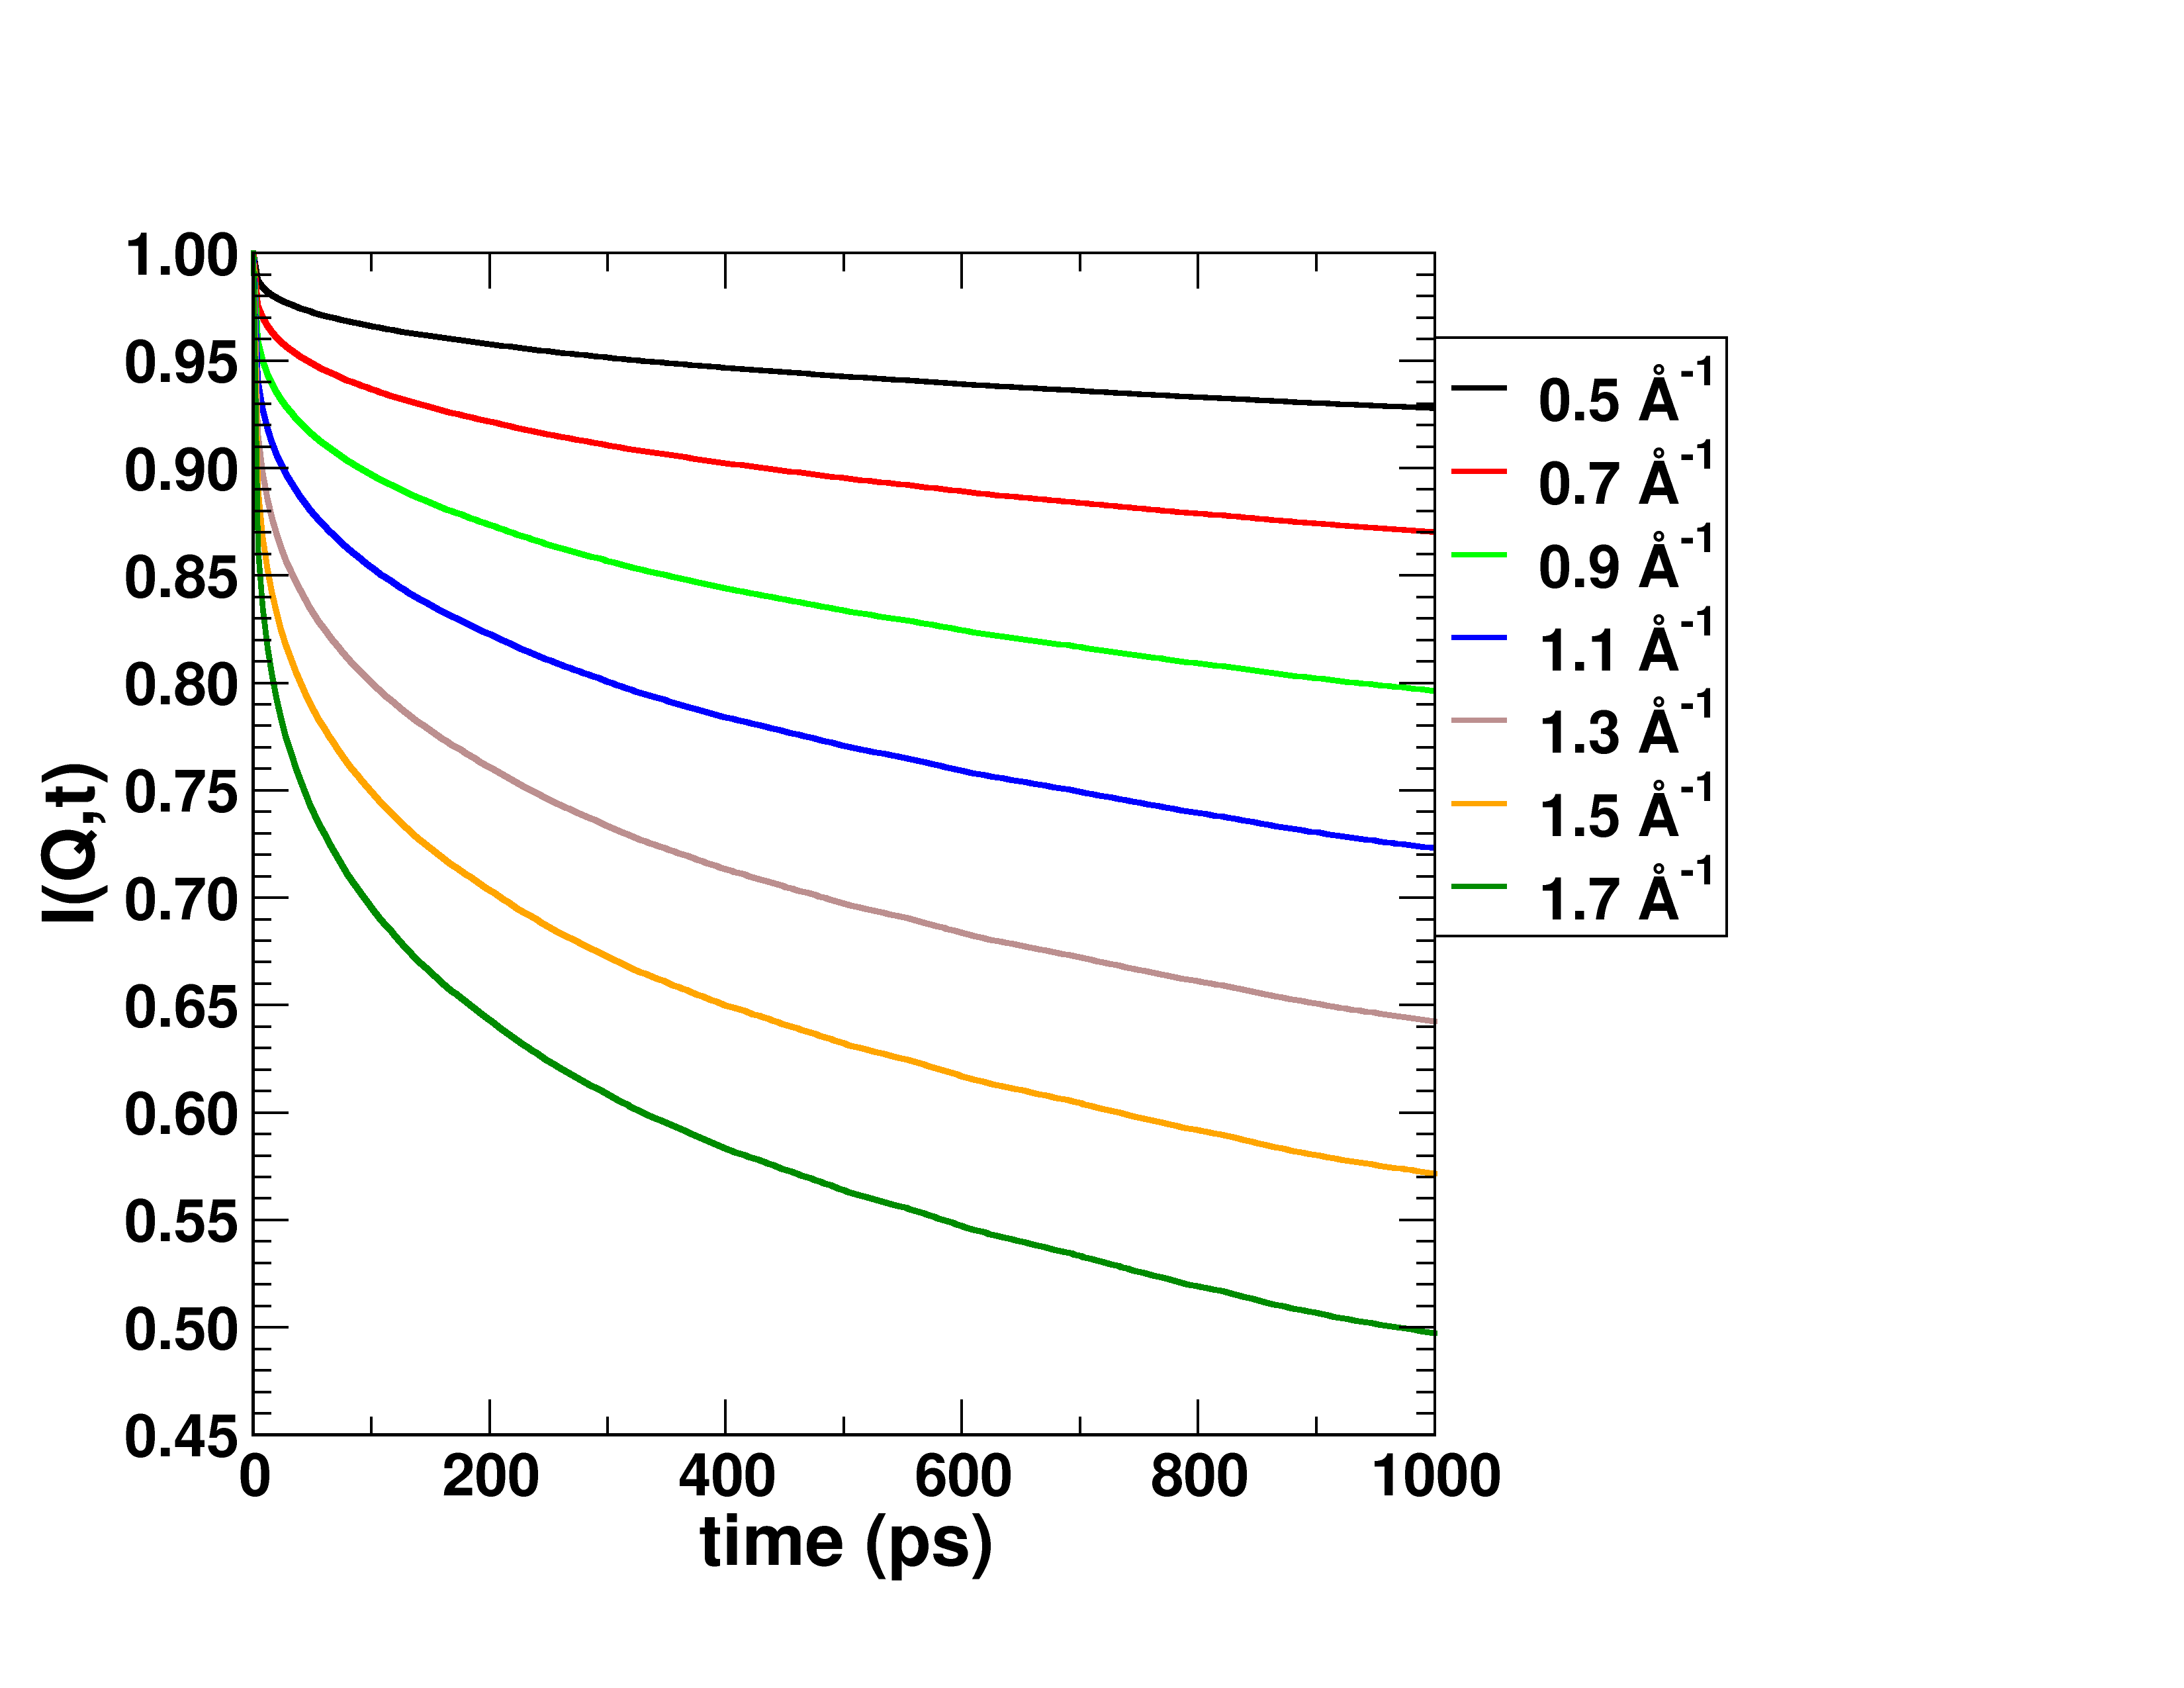 1.00
0.95
0.90
0.85
0.80
0.75
0.70
0.65
0.60
0.55
0.50
0.45
I(Q,t)
0 200 400 600 800 1000
time (ps)
0.5 Å⁻¹
0.7 Å⁻¹
0.9 Å⁻¹
1.1 Å⁻¹
1.3 Å⁻¹
1.5 Å⁻¹
1.7 Å⁻¹